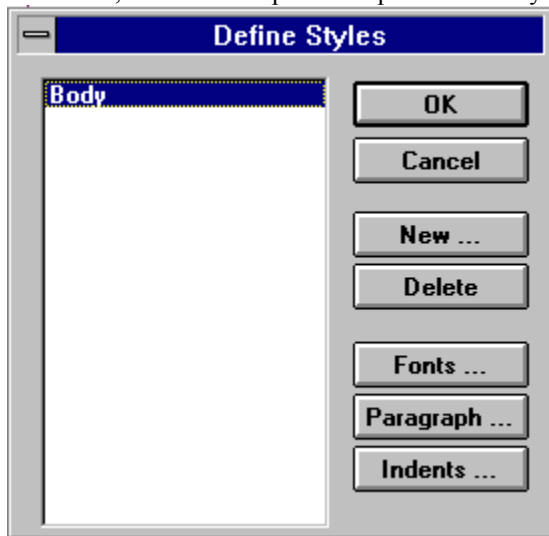 Define Styles
Body
OK
Cancel
New ...
Delete
Fonts ...
Paragraph ...
Indents ...